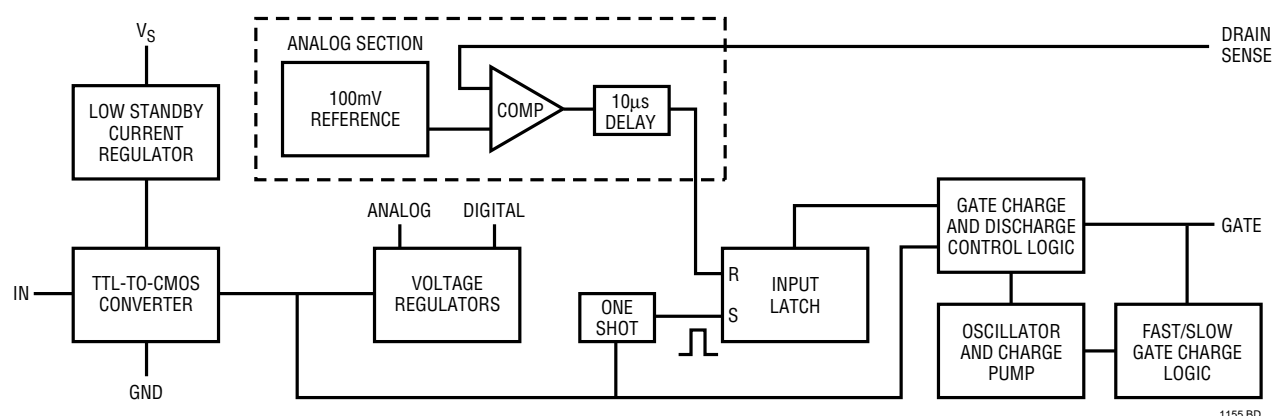 VS
DRAIN
SENSE
ANALOG SECTION
100mV
REFERENCE
COMP
10µs
DELAY
LOW STANDBY
CURRENT
REGULATOR
ANALOG
DIGITAL
GATE CHARGE
AND DISCHARGE
CONTROL LOGIC
GATE
IN
TTL-TO-CMOS
CONVERTER
VOLTAGE
REGULATORS
R
S
INPUT
LATCH
ONE
SHOT
OSCILLATOR
AND CHARGE
PUMP
FAST/SLOW
GATE CHARGE
LOGIC
GND
1155 BD